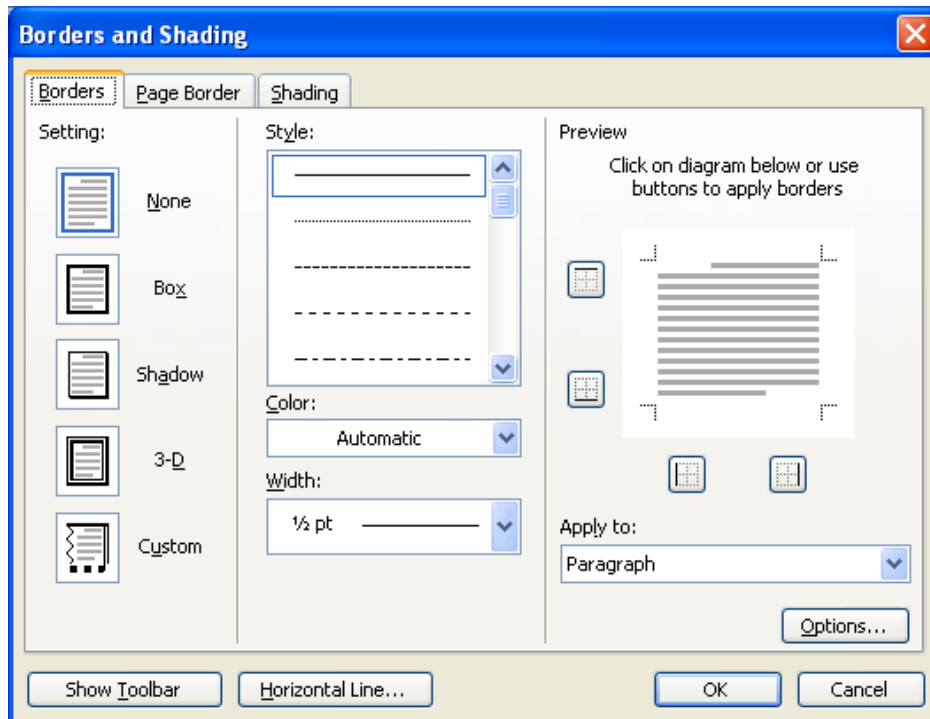 Borders and Shading
Borders
Page Border
Shading
Setting:
None
Box
Shadow
3-D
Custom
Style:
Color:
Automatic
Width:
½ pt
Preview
Click on diagram below or use
buttons to apply borders
Apply to:
Paragraph
Options...
Show Toolbar
Horizontal Line...
OK
Cancel